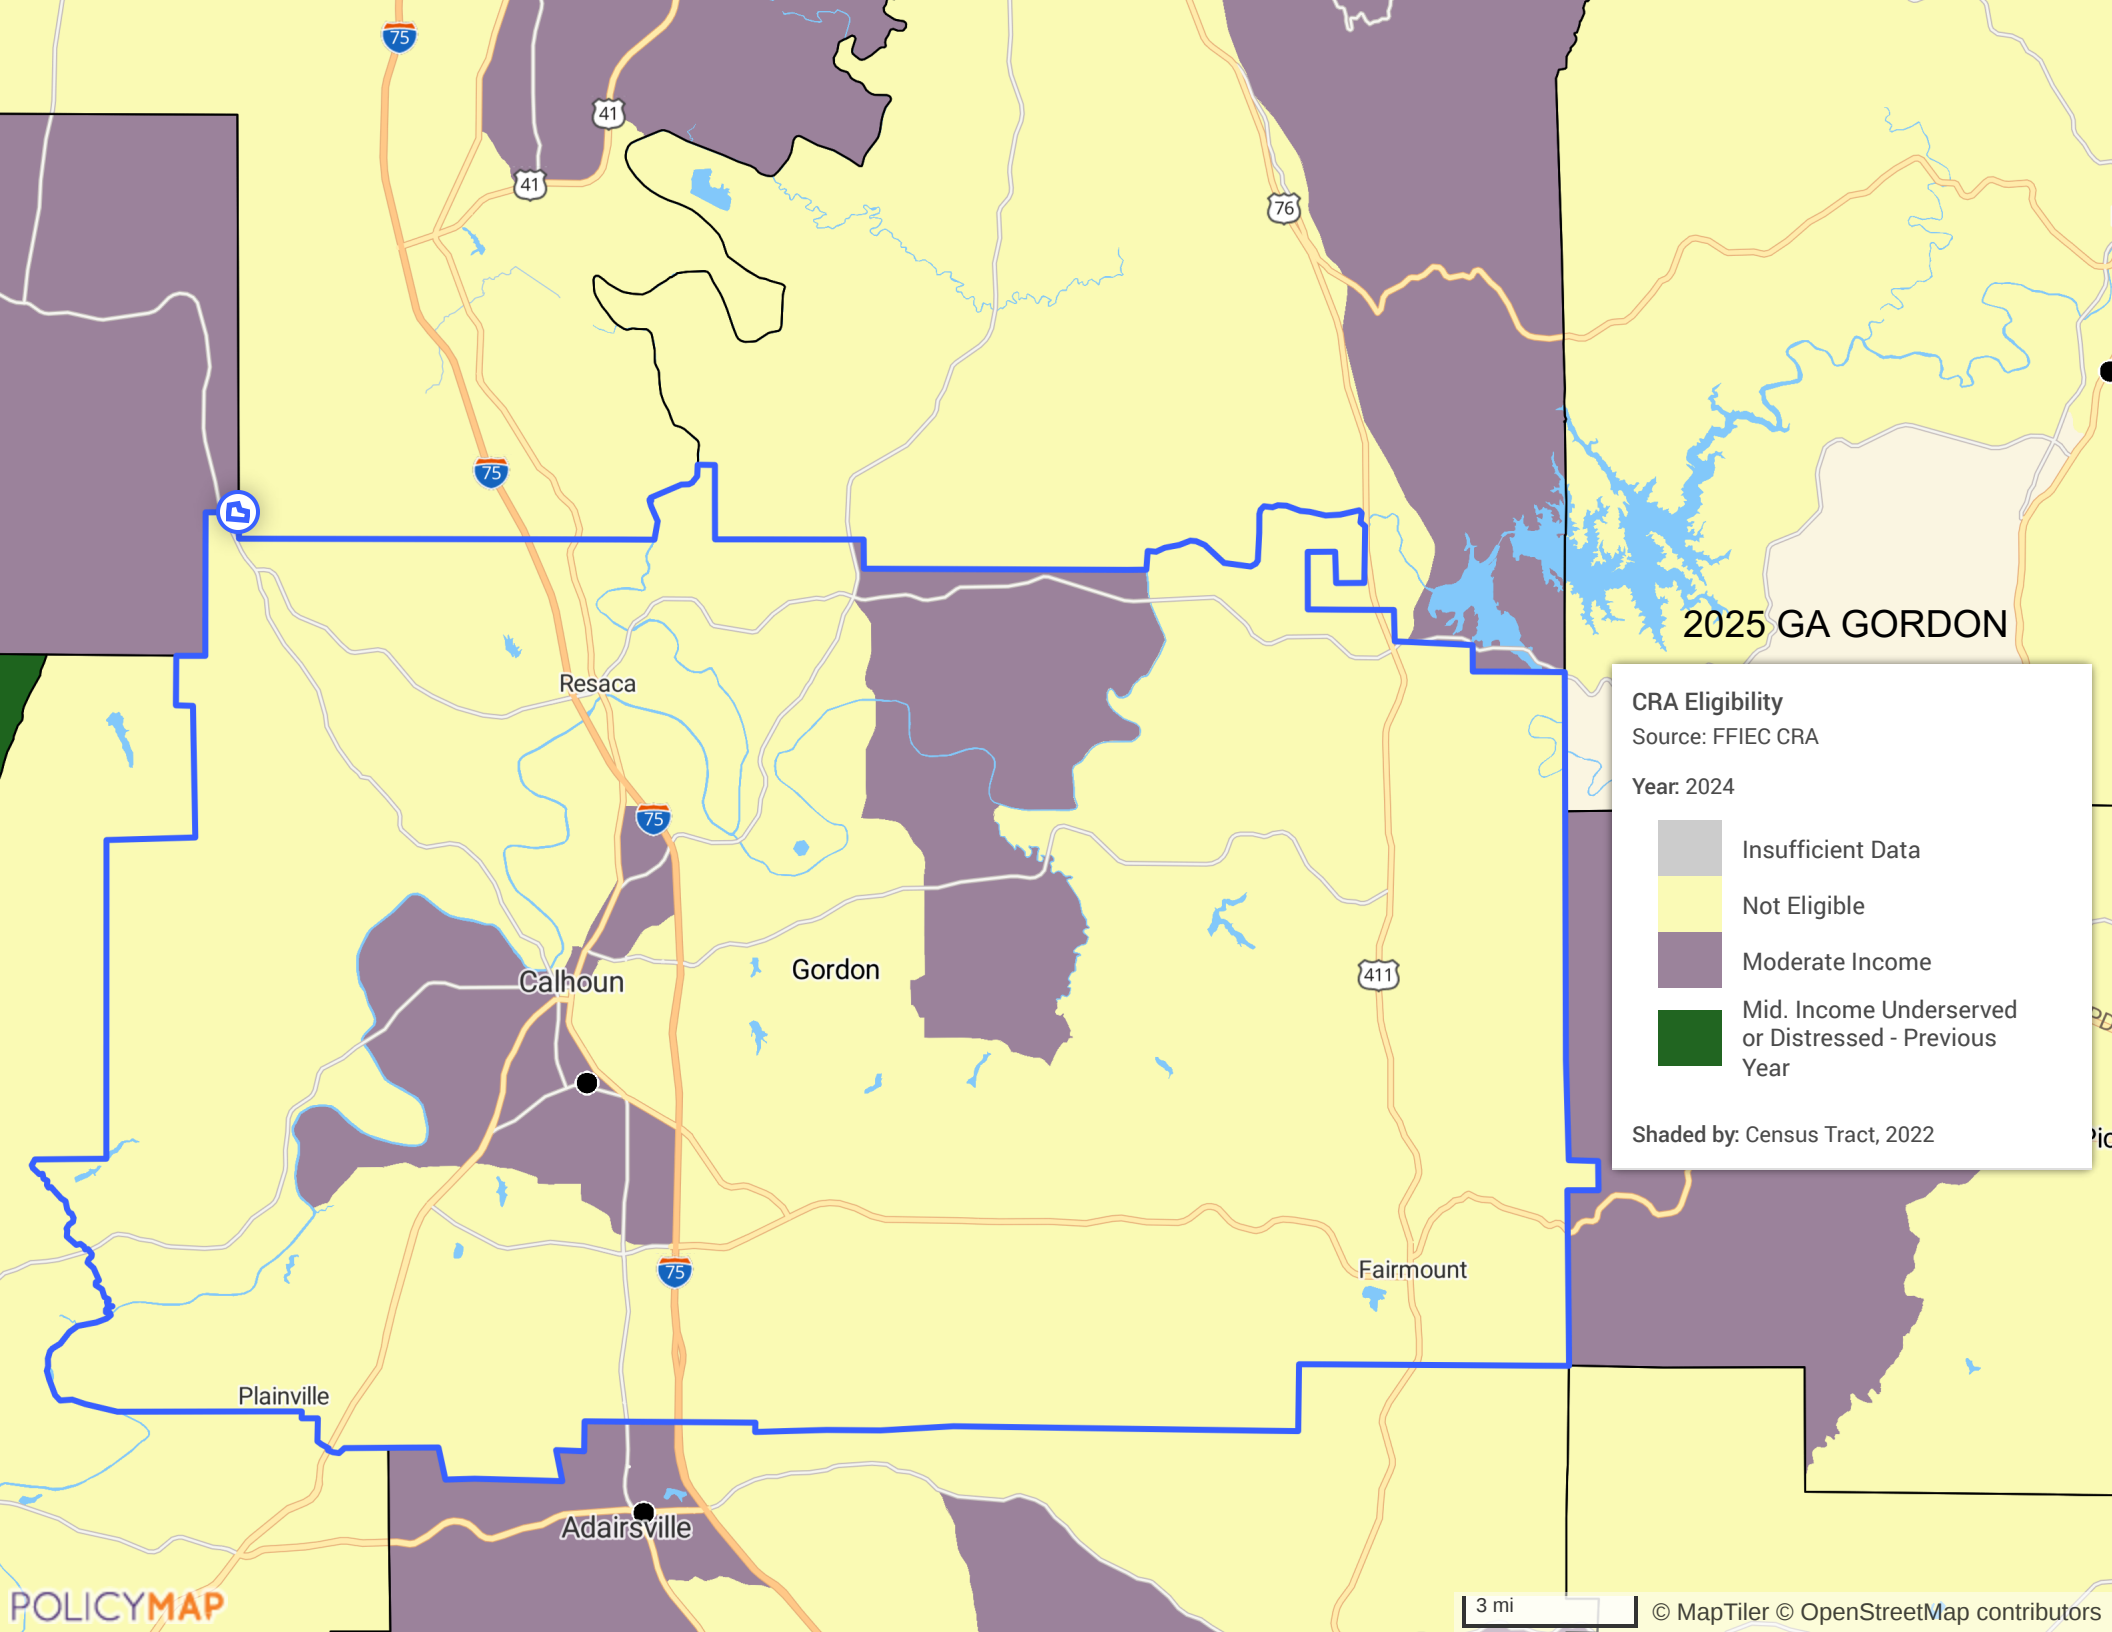 75
41
41
76
75
2025 GA GORDON
CRA Eligibility
Source: FFIEC CRA
Year: 2024
Insufficient Data
Not Eligible
Moderate Income
Mid. Income Underserved
or Distressed - Previous
Year
Shaded by: Census Tract, 2022
Resaca
75
Gordon
Calhoun
411
75
Fairmount
Plainville
Adairsville
POLICYMAP
3 mi
© MapTiler © OpenStreetMap contributors